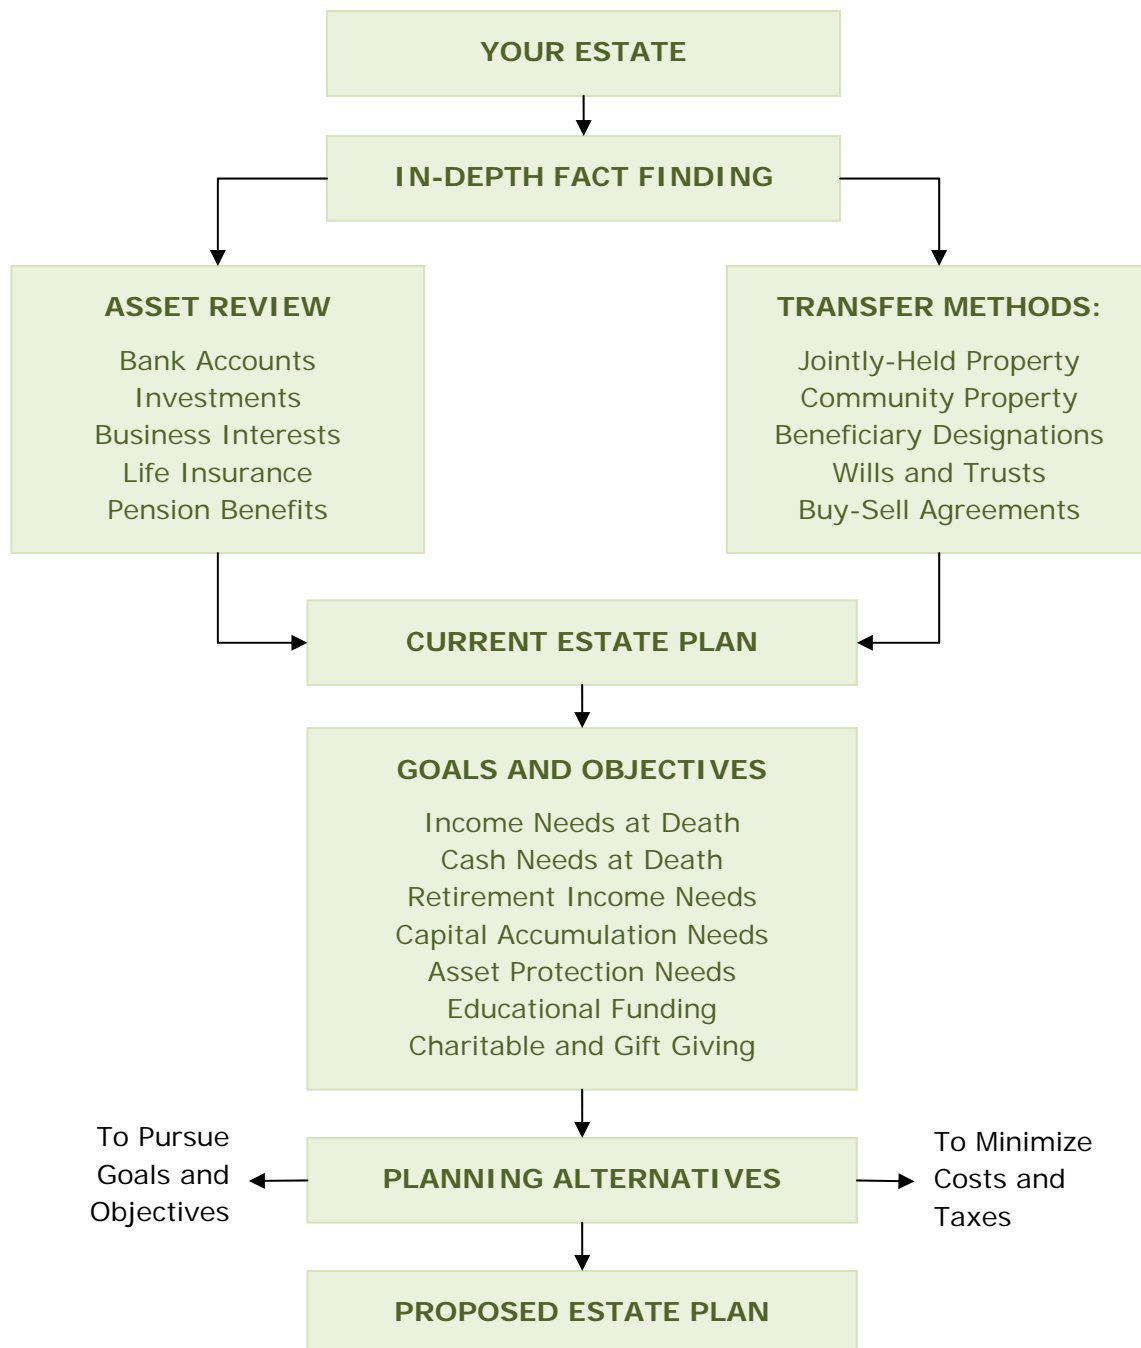 YOUR ESTATE
IN-DEPTH FACT FINDING
ASSET REVIEW
Bank Accounts
Investments
Business Interests
Life Insurance
Pension Benefits
TRANSFER METHODS:
Jointly-Held Property
Community Property
Beneficiary Designations
Wills and Trusts
Buy-Sell Agreements
CURRENT ESTATE PLAN
GOALS AND OBJECTIVES
Income Needs at Death
Cash Needs at Death
Retirement Income Needs
Capital Accumulation Needs
Asset Protection Needs
Educational Funding
Charitable and Gift Giving
To Pursue
Goals and
Objectives
PLANNING ALTERNATIVES
To Minimize
Costs and
Taxes
PROPOSED ESTATE PLAN